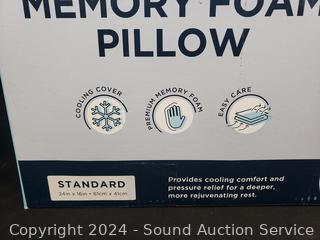 MEMORY FOAM
PILLOW
COOLING COVER
PREMIUM MEMORY FOAM
EASY CARE
STANDARD
24in x 16in • 61cm x 41cm
Provides cooling comfort and
pressure relief for a deeper,
more rejuvenating rest.
Copyright 2024 - Sound Auction Service